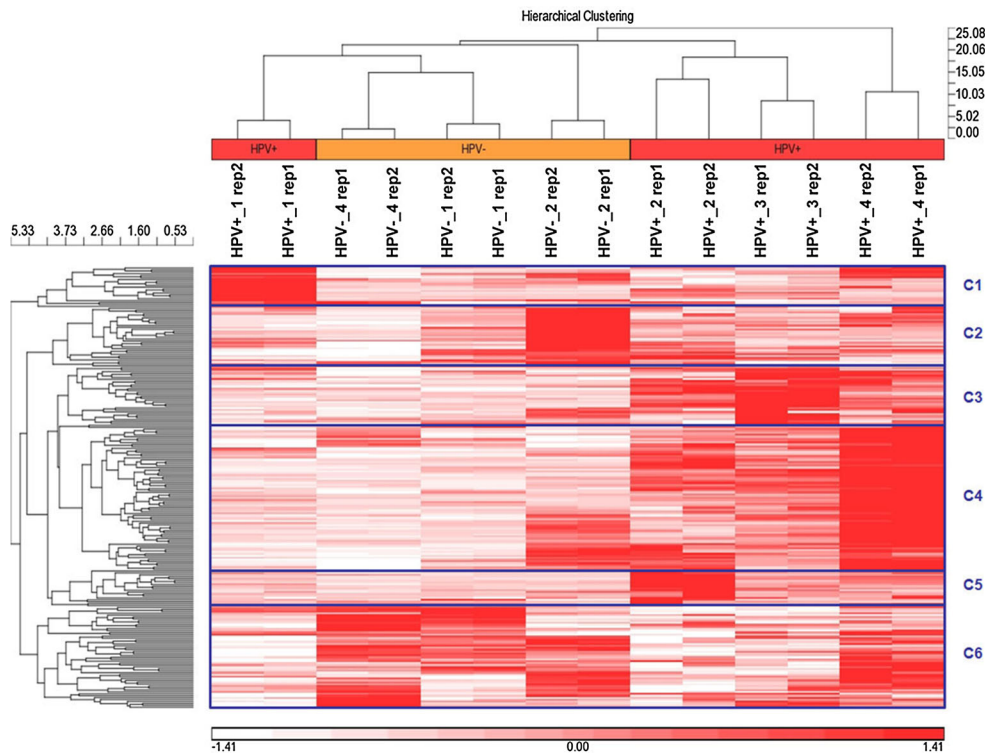 Hierarchical Clustering
25.08
20.06
15.05
10.03
5.02
0.00
HPV+ HPV- HPV+
HPV+_1 rep2
HPV+_1 rep1
HPV-_4 rep1
HPV-_4 rep2
HPV-_1 rep2
HPV-_1 rep1
HPV-_2 rep2
HPV-_2 rep1
HPV+_2 rep1
HPV+_2 rep2
HPV+_3 rep1
HPV+_3 rep2
HPV+_4 rep2
HPV+_4 rep1
5.33 3.73 2.66 1.60 0.53
C1
C2
C3
C4
C5
C6
-1.41 0.00 1.41